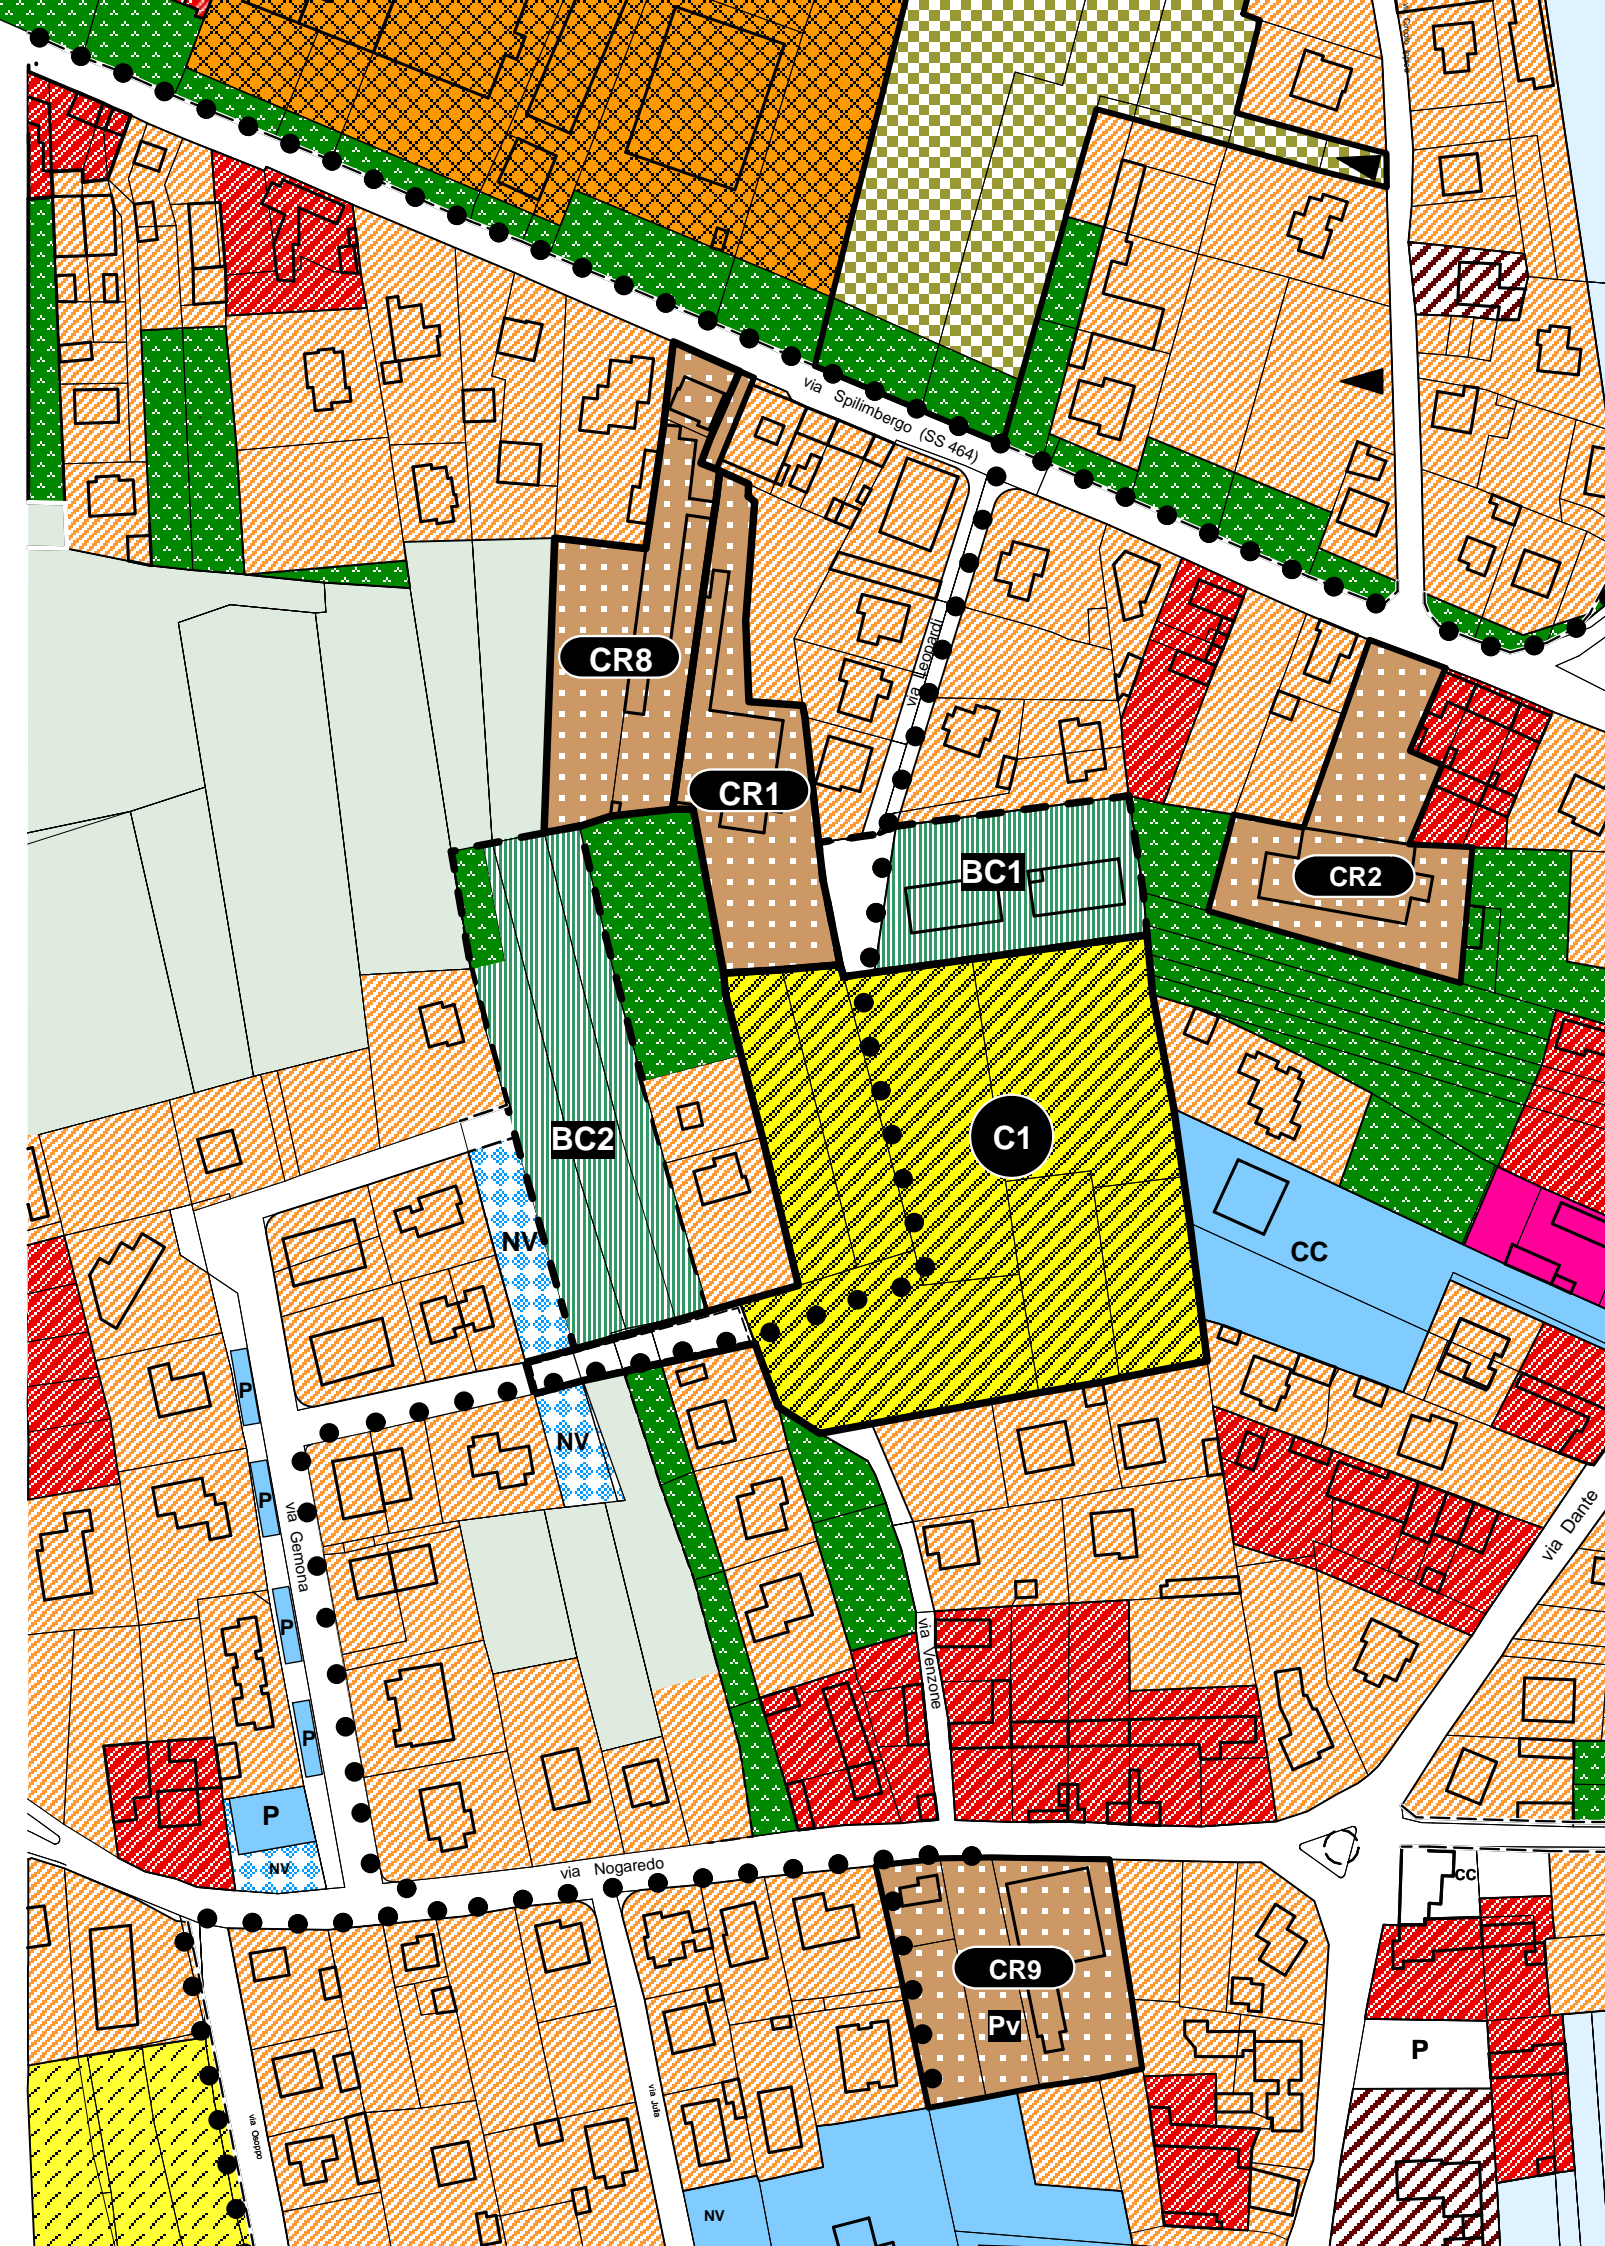 via Spilimbergo (SS 464)
CR8
via Leopardi
CR1
BC1
CR2
C1
BC2
NV
CC
P
NV
P
via Gemona
via Dante
P
via Venzone
P
P
NV
via Nogaredo
CC
CR9
Pv
P
via Julia
via Osoppo
NV